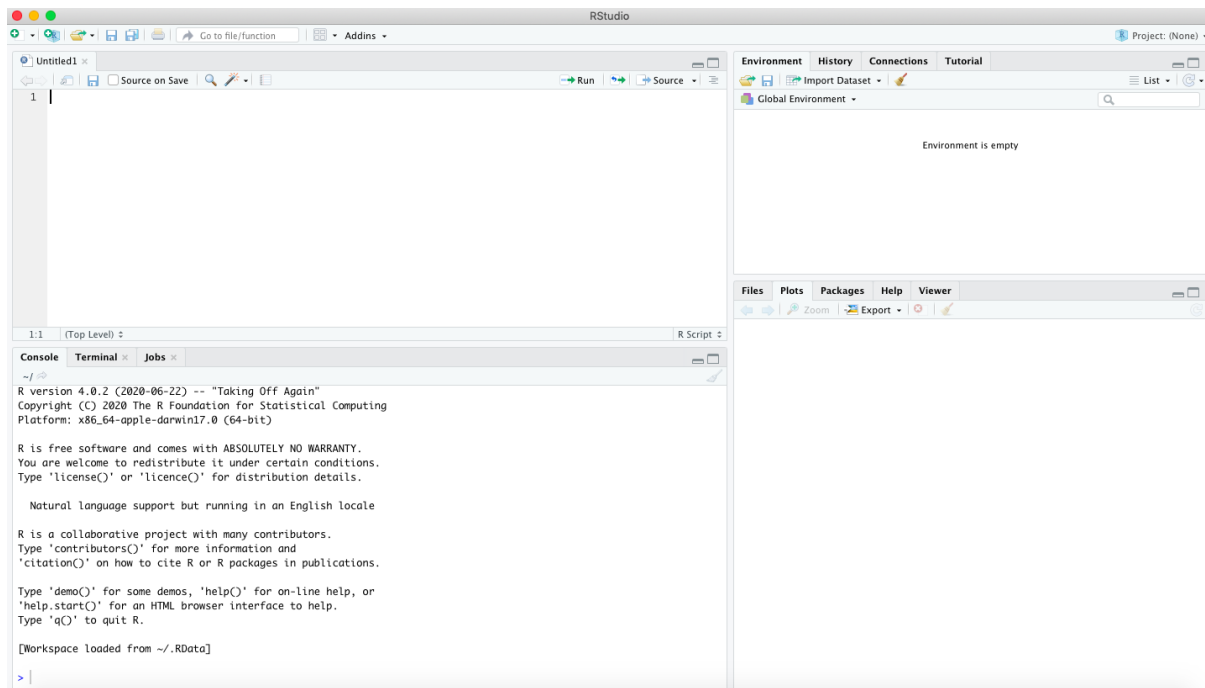 RStudio
Go to file/function
Addins
Project: (None)
Untitled1
Source on Save
Run
Source
1
1:1 (Top Level)
R Script
Console Terminal Jobs
~/
R version 4.0.2 (2020-06-22) -- "Taking Off Again"
Copyright (C) 2020 The R Foundation for Statistical Computing
Platform: x86_64-apple-darwin17.0 (64-bit)
R is free software and comes with ABSOLUTELY NO WARRANTY.
You are welcome to redistribute it under certain conditions.
Type 'license()' or 'licence()' for distribution details.
Natural language support but running in an English locale
R is a collaborative project with many contributors.
Type 'contributors()' for more information and
'citation()' on how to cite R or R packages in publications.
Type 'demo()' for some demos, 'help()' for on-line help, or
'help.start()' for an HTML browser interface to help.
Type 'q()' to quit R.
[Workspace loaded from ~/.RData]
>
Environment History Connections Tutorial
Import Dataset
List
Global Environment
Environment is empty
Files Plots Packages Help Viewer
Zoom
Export